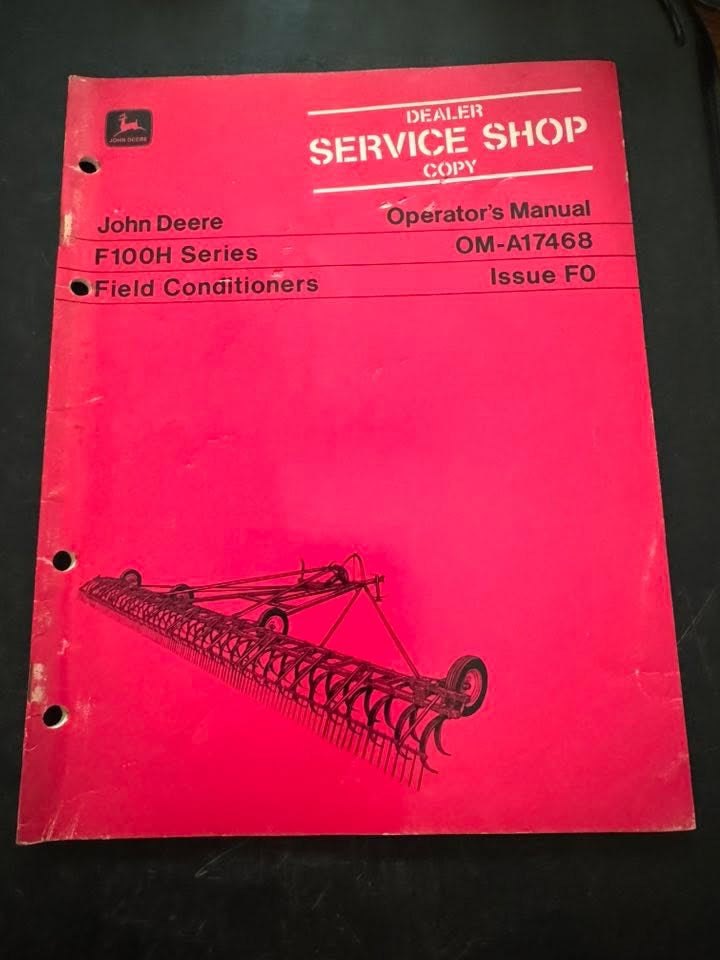 JOHN DEERE
DEALER
SERVICE SHOP
COPY
John Deere
Operator's Manual
F100H Series
OM-A17468
Field Conditioners
Issue F0